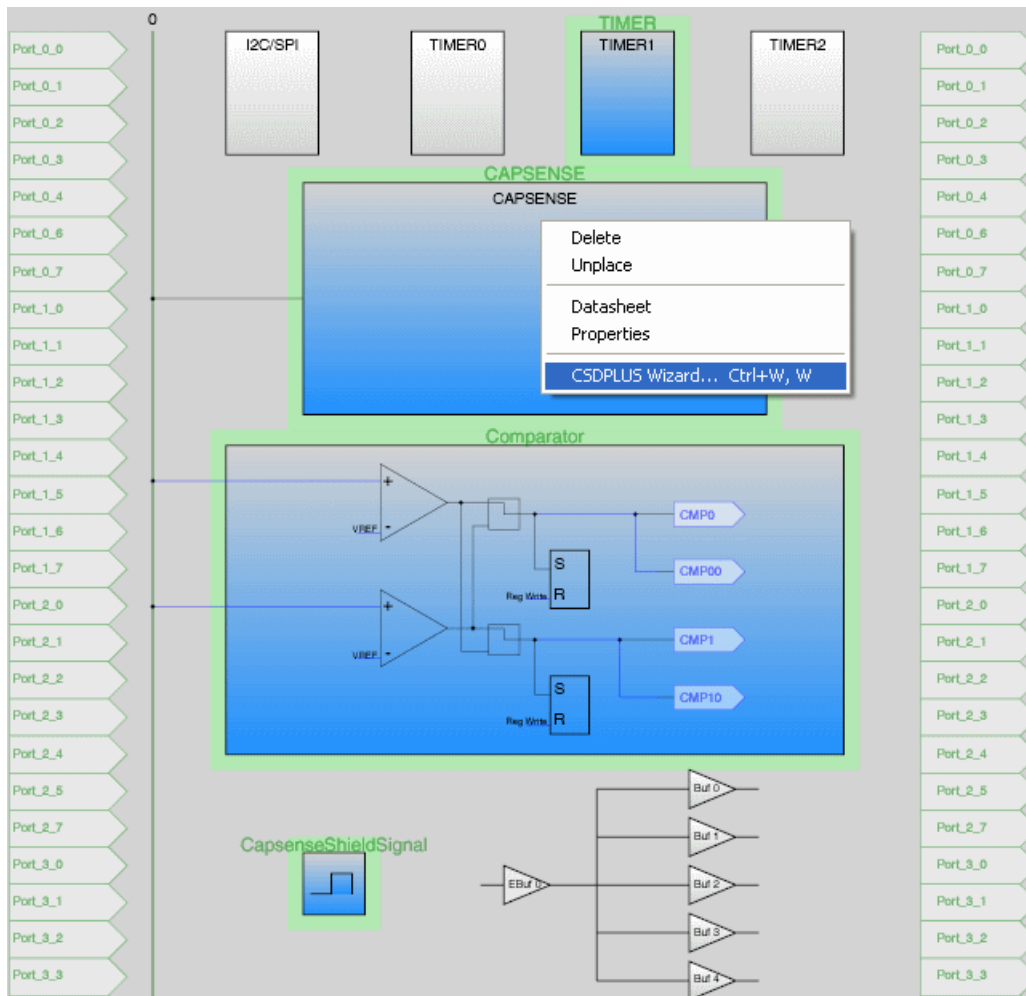 0
TIMER
I2C/SPI
TIMER0
TIMER1
TIMER2
Port_0_0
Port_0_1
Port_0_2
Port_0_3
Port_0_4
Port_0_6
Port_0_7
Port_1_0
Port_1_1
Port_1_2
Port_1_3
Port_1_4
Port_1_5
Port_1_6
Port_1_7
Port_2_0
Port_2_1
Port_2_2
Port_2_3
Port_2_4
Port_2_5
Port_2_7
Port_3_0
Port_3_1
Port_3_2
Port_3_3
CAPSENSE
CAPSENSE
Delete
Unplace
Datasheet
Properties
CSDPLUS Wizard... Ctrl+W, W
Comparator
+
VREF
-
CMP0
S
CMP00
Reg Write
R
+
VREF
-
CMP1
S
CMP10
Reg Write
R
CapsenseShieldSignal
EBuf 0
Buf 0
Buf 1
Buf 2
Buf 3
Buf 4
Port_0_0
Port_0_1
Port_0_2
Port_0_3
Port_0_4
Port_0_6
Port_0_7
Port_1_0
Port_1_1
Port_1_2
Port_1_3
Port_1_4
Port_1_5
Port_1_6
Port_1_7
Port_2_0
Port_2_1
Port_2_2
Port_2_3
Port_2_4
Port_2_5
Port_2_7
Port_3_0
Port_3_1
Port_3_2
Port_3_3